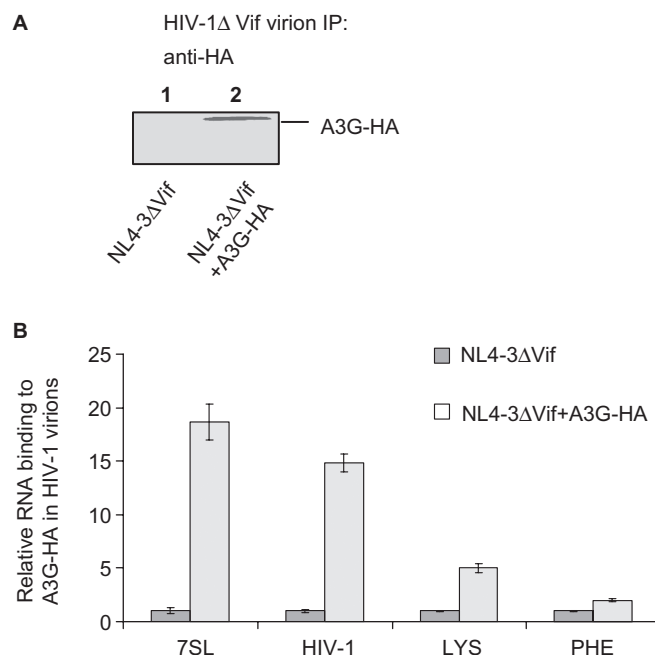 A
HIV-1Δ Vif virion IP:
anti-HA
1 2
A3G-HA
NL4-3ΔVif
NL4-3ΔVif
+A3G-HA
B
Relative RNA binding to
A3G-HA in HIV-1 virions
25
20
15
10
5
0
NL4-3ΔVif
NL4-3ΔVif+A3G-HA
7SL HIV-1 LYS PHE